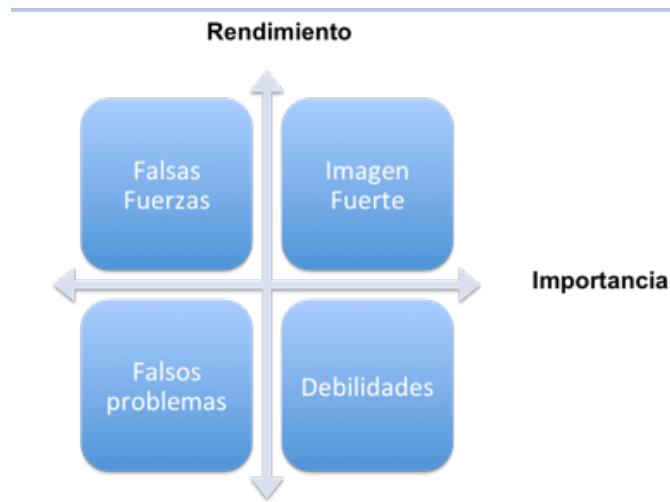 Rendimiento
Falsas
Fuerzas
Imagen
Fuerte
Importancia
Falsos
problemas
Debilidades